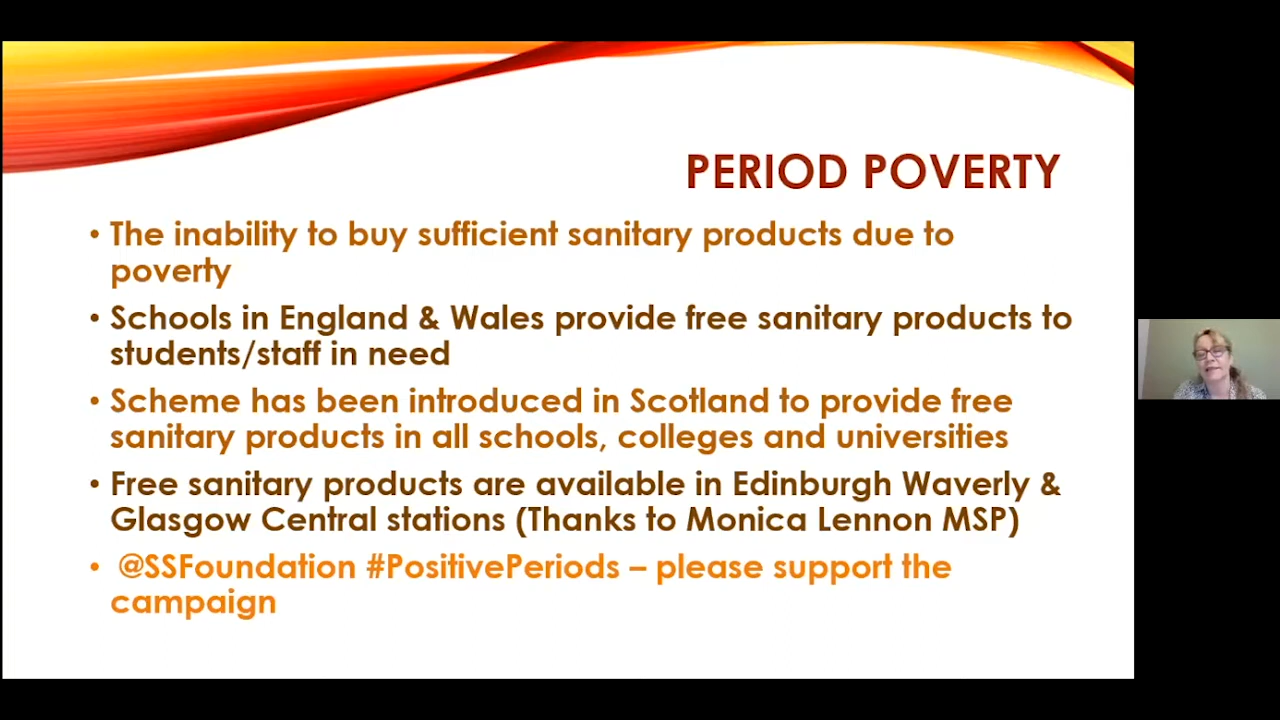 PERIOD POVERTY
• The inability to buy sufficient sanitary products due to
poverty
• Schools in England & Wales provide free sanitary products to
students/staff in need
• Scheme has been introduced in Scotland to provide free
sanitary products in all schools, colleges and universities
• Free sanitary products are available in Edinburgh Waverly &
Glasgow Central stations (Thanks to Monica Lennon MSP)
• @SSFoundation #PositivePeriods – please support the
campaign